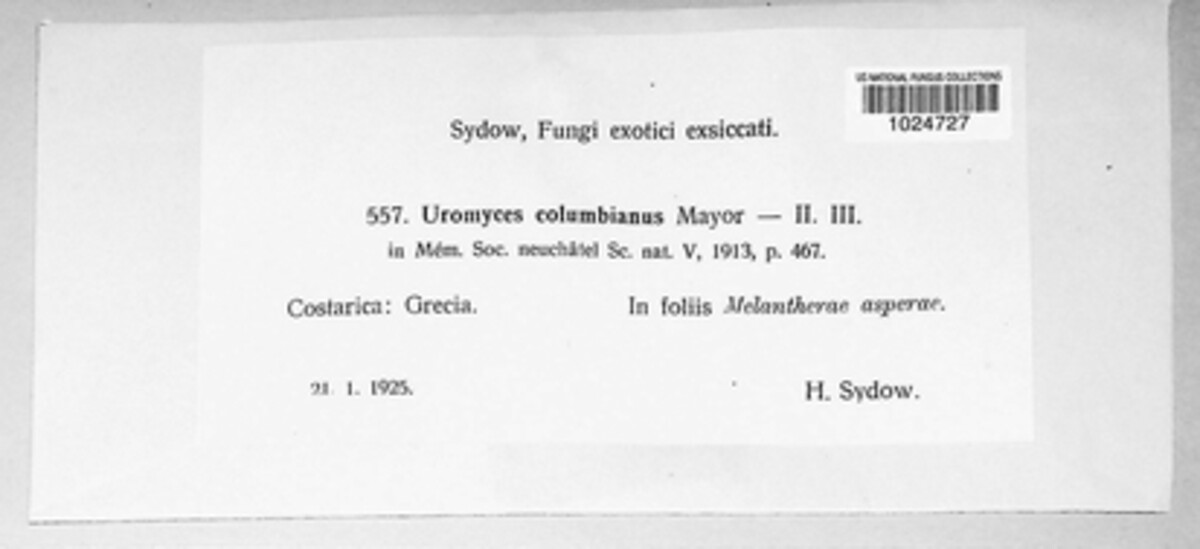 US NATIONAL FUNGUS COLLECTIONS
1024727
Sydow, Fungi exotici exsiccati.
557. Uromyces columbianus Mayor — II. III.
in Mém. Soc. neuchâtel Sc. nat. V, 1913, p. 467.
Costarica: Grecia. In foliis Melantherae asperae.
21. 1. 1925. H. Sydow.